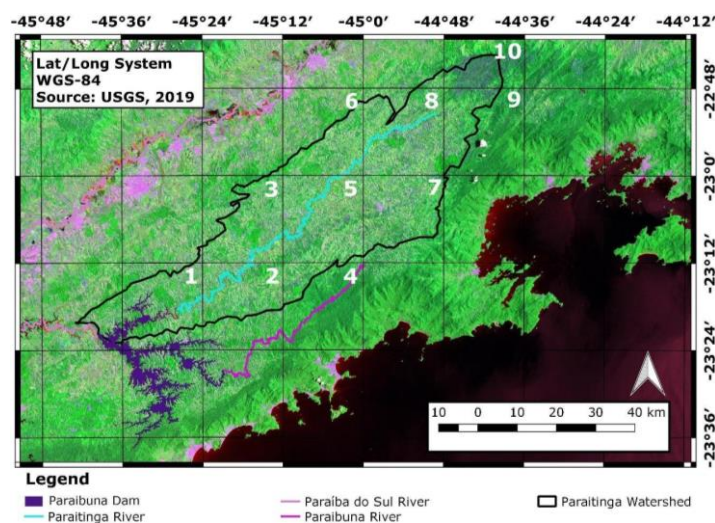 -45°48' -45°36' -45°24' -45°12' -45°0' -44°48' -44°36' -44°24' -44°12'
Lat/Long System
WGS-84
Source: USGS, 2019
10
-22°48'
6 8 9
-23°0'
3 5 7
-23°12'
1 2 4
-23°24'
-23°36'
10 0 10 20 30 40 km
Legend
Paraibuna Dam
Paraitinga River
Paraíba do Sul River
Paraibuna River
Paraitinga Watershed